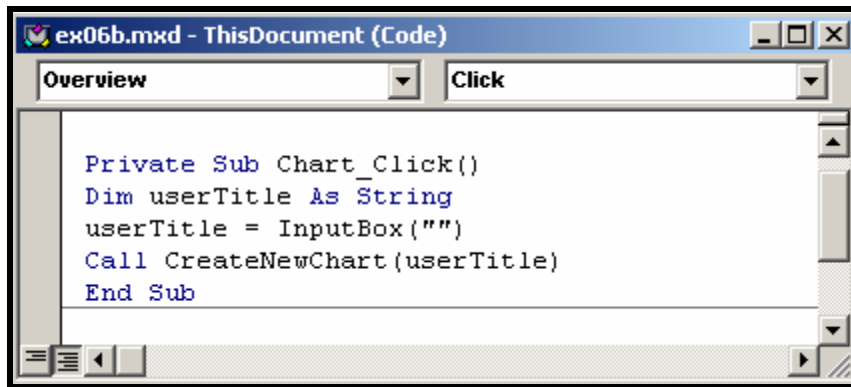 ex06b.mxd - ThisDocument (Code)
Overview
Click
Private Sub Chart_Click()
Dim userTitle As String
userTitle = InputBox("")
Call CreateNewChart(userTitle)
End Sub